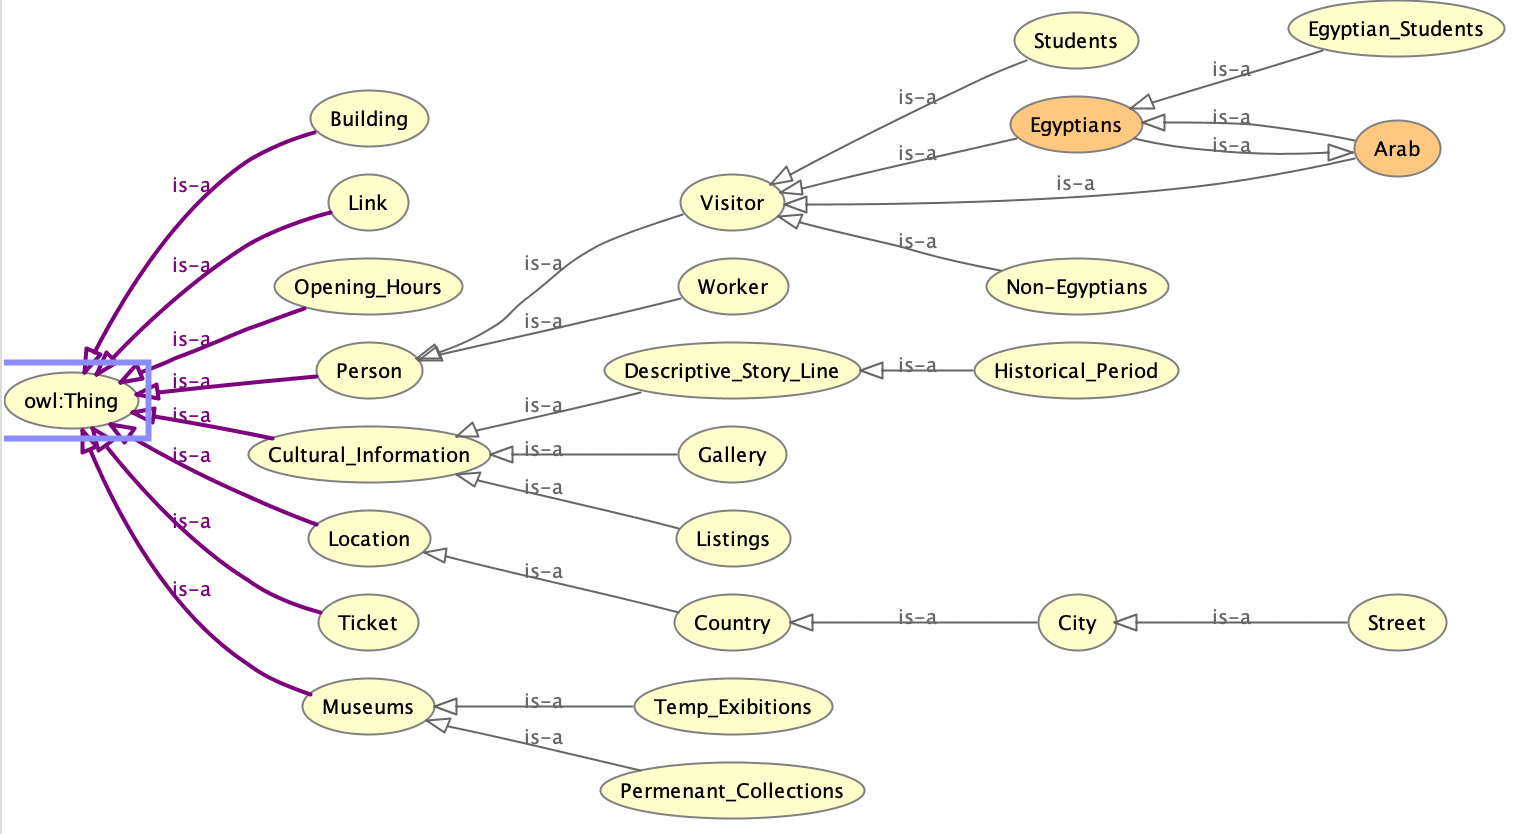 Students
Egyptian_Students
is-a
is-a
Building
Egyptians
is-a
is-a
Arab
is-a
is-a
is-a
Link
Visitor
is-a
is-a
is-a
Opening_Hours
Worker
Non-Egyptians
is-a
is-a
Person
Descriptive_Story_Line
is-a
Historical_Period
is-a
owl:Thing
is-a
is-a
Cultural_Information
is-a
Gallery
is-a
is-a
Location
Listings
is-a
is-a
Ticket
Country
is-a
City
is-a
Street
is-a
Museums
is-a
Temp_Exibitions
is-a
Permenant_Collections